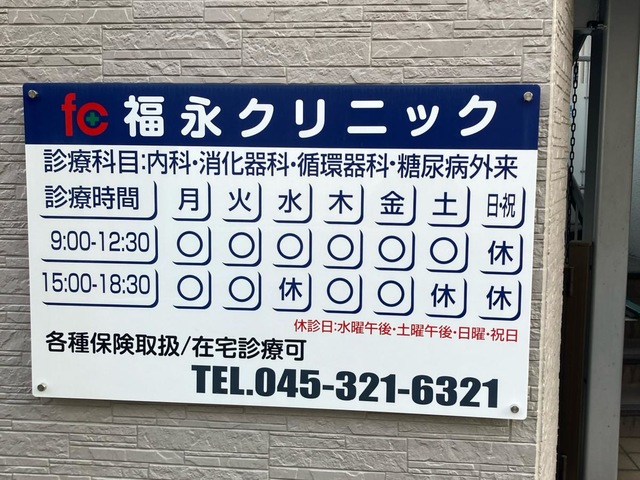 fc 福永クリニック
診療科目:内科・消化器科・循環器科・糖尿病外来
診療時間 月 火 水 木 金 土 日・祝
9:00-12:30 ○ ○ ○ ○ ○ ○ 休
15:00-18:30 ○ ○ 休 ○ ○ 休 休
休診日:水曜午後・土曜午後・日曜・祝日
各種保険取扱/在宅診療可
TEL.045-321-6321